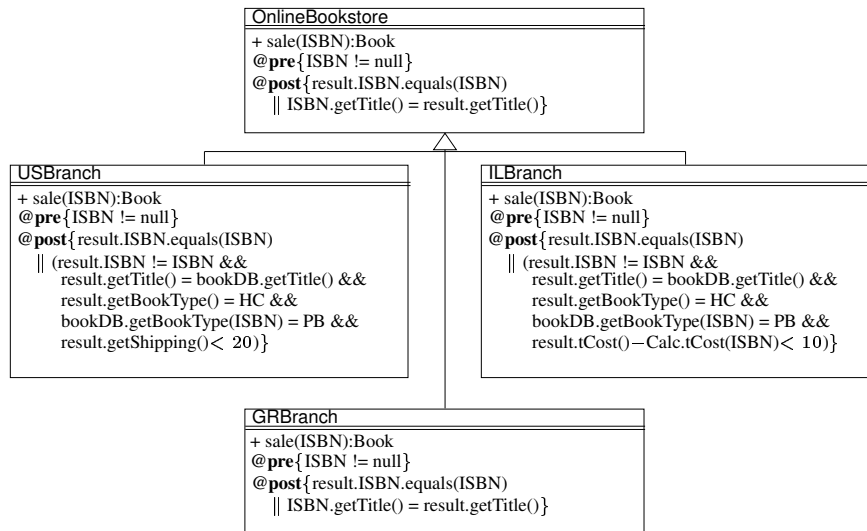 OnlineBookstore
+ sale(ISBN):Book
@pre{ISBN != null}
@post{result.ISBN.equals(ISBN)
|| ISBN.getTitle() = result.getTitle()}
USBranch
+ sale(ISBN):Book
@pre{ISBN != null}
@post{result.ISBN.equals(ISBN)
|| (result.ISBN != ISBN &&
result.getTitle() = bookDB.getTitle() &&
result.getBookType() = HC &&
bookDB.getBookType(ISBN) = PB &&
result.getShipping()< 20)}
ILBranch
+ sale(ISBN):Book
@pre{ISBN != null}
@post{result.ISBN.equals(ISBN)
|| (result.ISBN != ISBN &&
result.getTitle() = bookDB.getTitle() &&
result.getBookType() = HC &&
bookDB.getBookType(ISBN) = PB &&
result.tCost()−Calc.tCost(ISBN)< 10)}
GRBranch
+ sale(ISBN):Book
@pre{ISBN != null}
@post{result.ISBN.equals(ISBN)
|| ISBN.getTitle() = result.getTitle()}